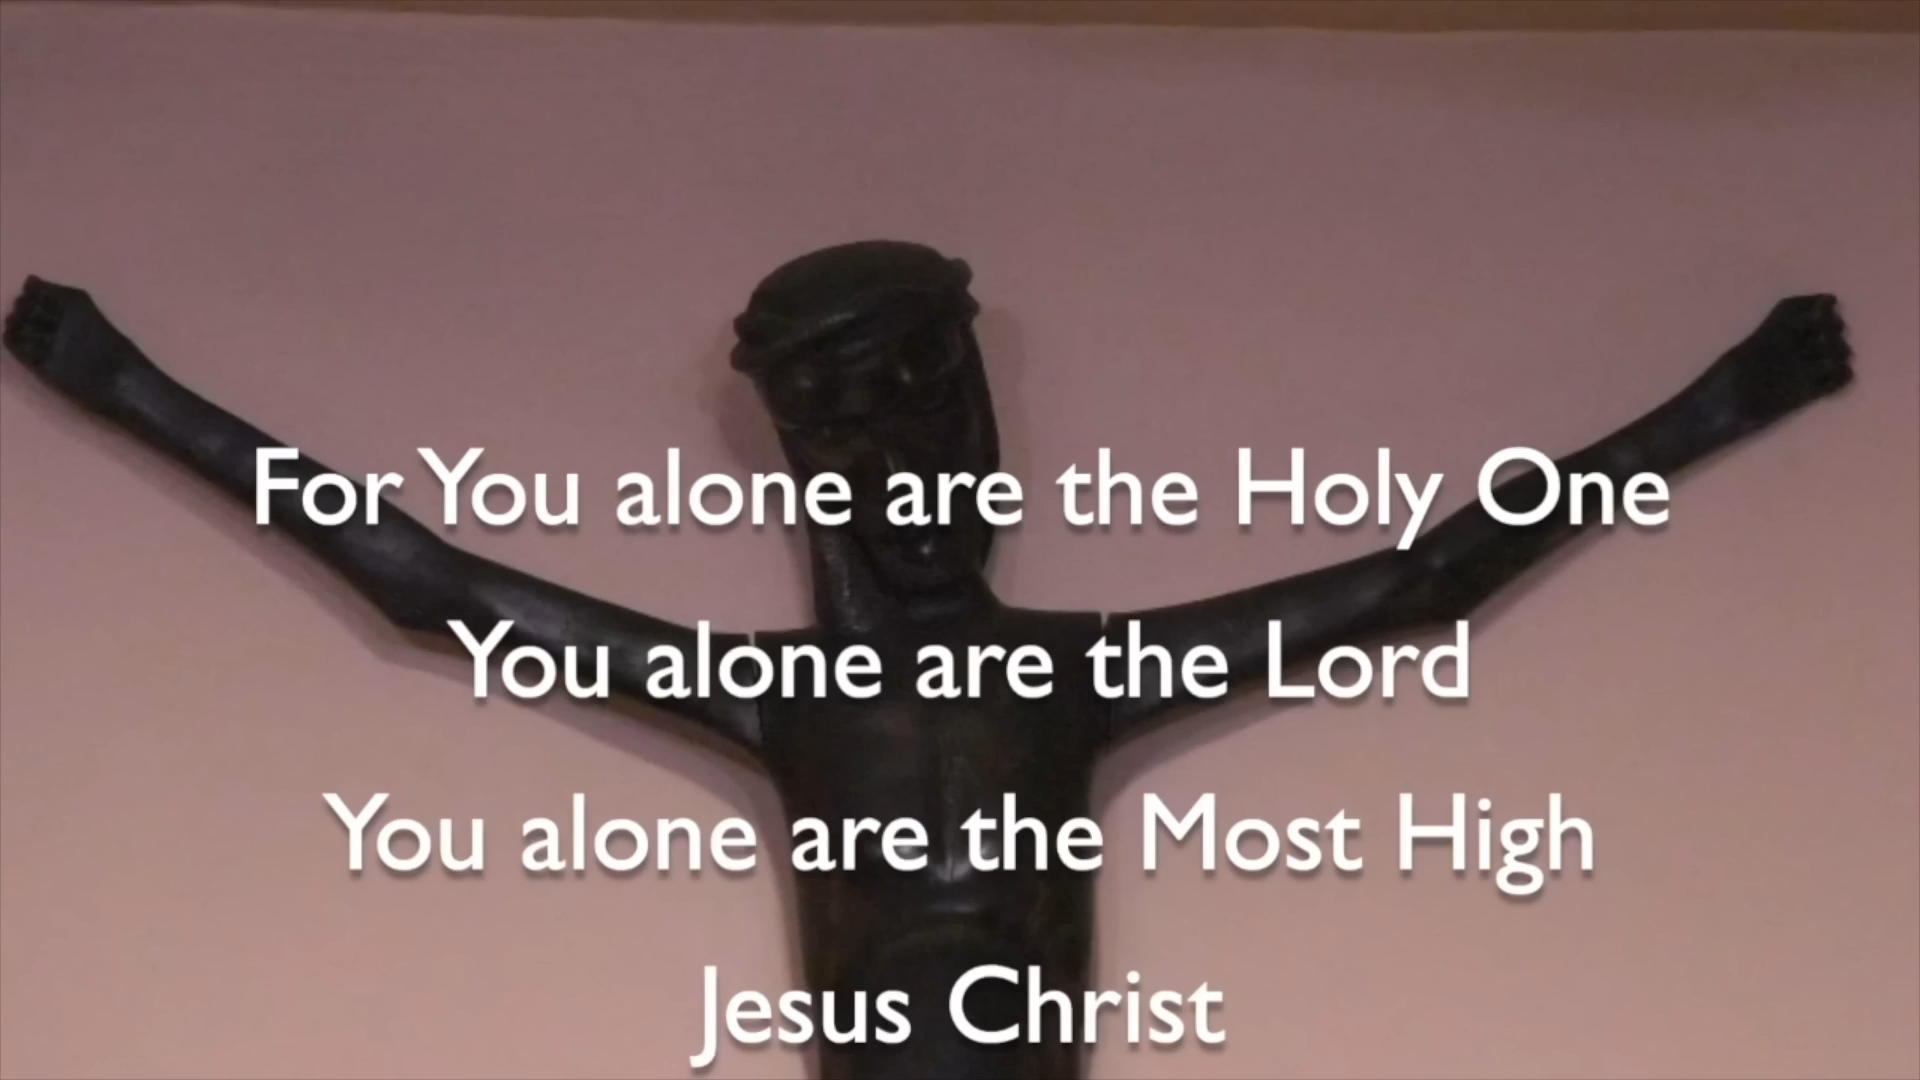 For You alone are the Holy One
You alone are the Lord
You alone are the Most High
Jesus Christ